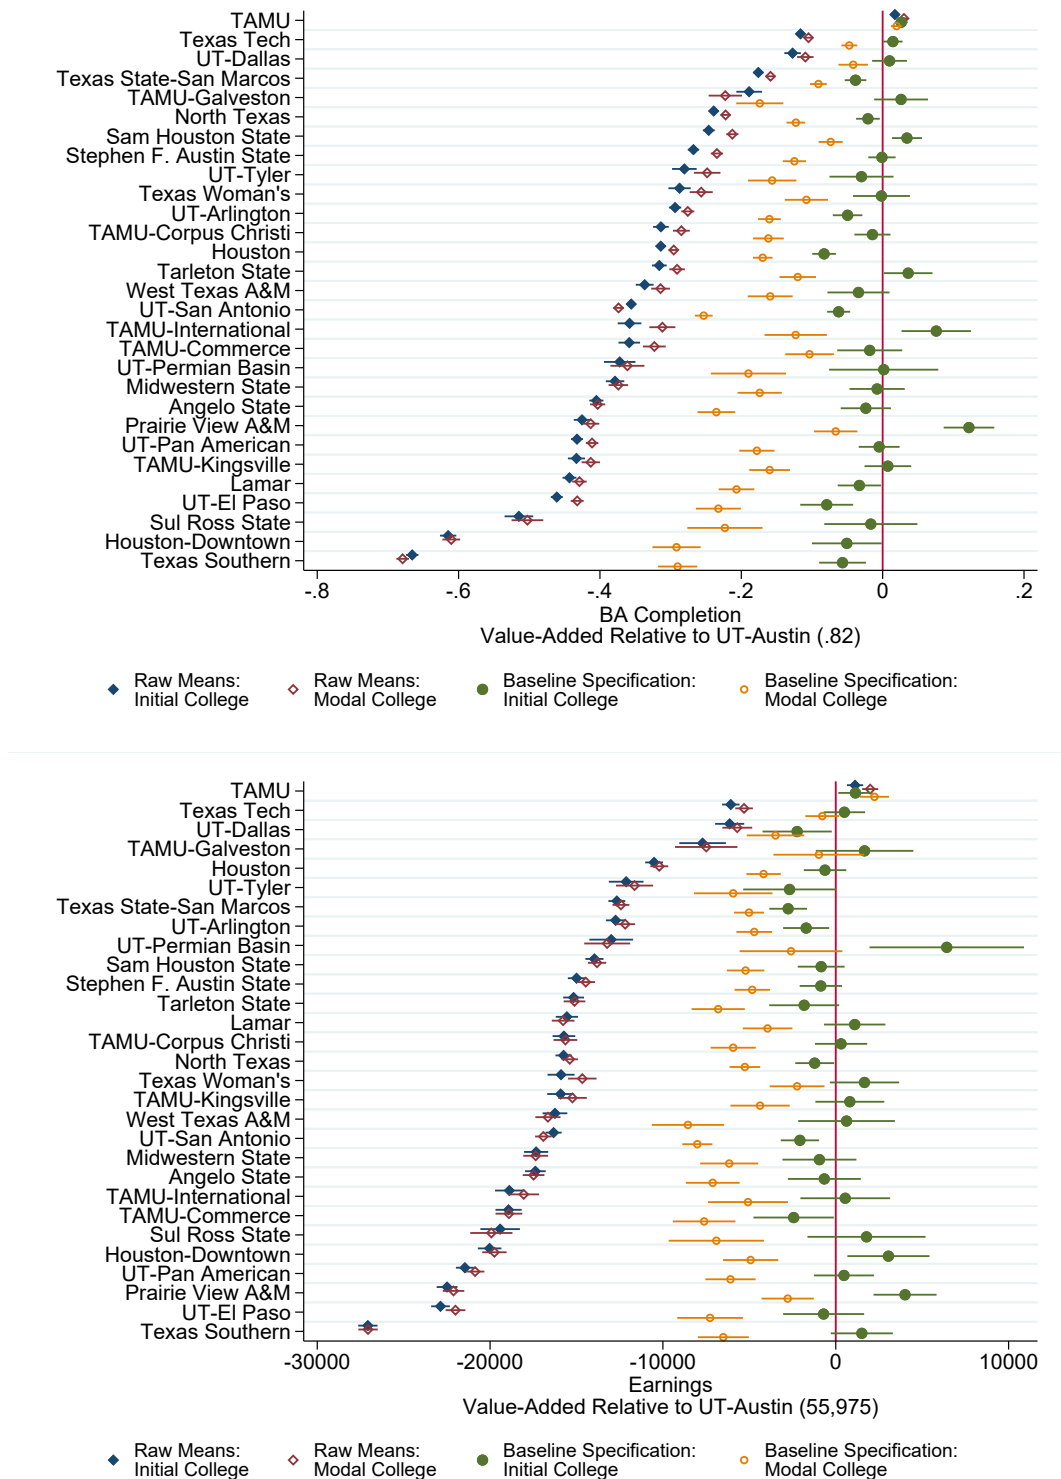 TAMU
Texas Tech
UT-Dallas
Texas State-San Marcos
TAMU-Galveston
North Texas
Sam Houston State
Stephen F. Austin State
UT-Tyler
Texas Woman's
UT-Arlington
TAMU-Corpus Christi
Houston
Tarleton State
West Texas A&M
UT-San Antonio
TAMU-International
TAMU-Commerce
UT-Permian Basin
Midwestern State
Angelo State
Prairie View A&M
UT-Pan American
TAMU-Kingsville
Lamar
UT-El Paso
Sul Ross State
Houston-Downtown
Texas Southern
-.8 -.6 -.4 -.2 0 .2
BA Completion
Value-Added Relative to UT-Austin (.82)
Raw Means: Raw Means: Baseline Specification: Baseline Specification:
Initial College Modal College Initial College Modal College
TAMU
Texas Tech
UT-Dallas
TAMU-Galveston
Houston
UT-Tyler
Texas State-San Marcos
UT-Arlington
UT-Permian Basin
Sam Houston State
Stephen F. Austin State
Tarleton State
Lamar
TAMU-Corpus Christi
North Texas
Texas Woman's
TAMU-Kingsville
West Texas A&M
UT-San Antonio
Midwestern State
Angelo State
TAMU-International
TAMU-Commerce
Sul Ross State
Houston-Downtown
UT-Pan American
Prairie View A&M
UT-El Paso
Texas Southern
-30000 -20000 -10000 0 10000
Earnings
Value-Added Relative to UT-Austin (55,975)
Raw Means: Raw Means: Baseline Specification: Baseline Specification:
Initial College Modal College Initial College Modal College